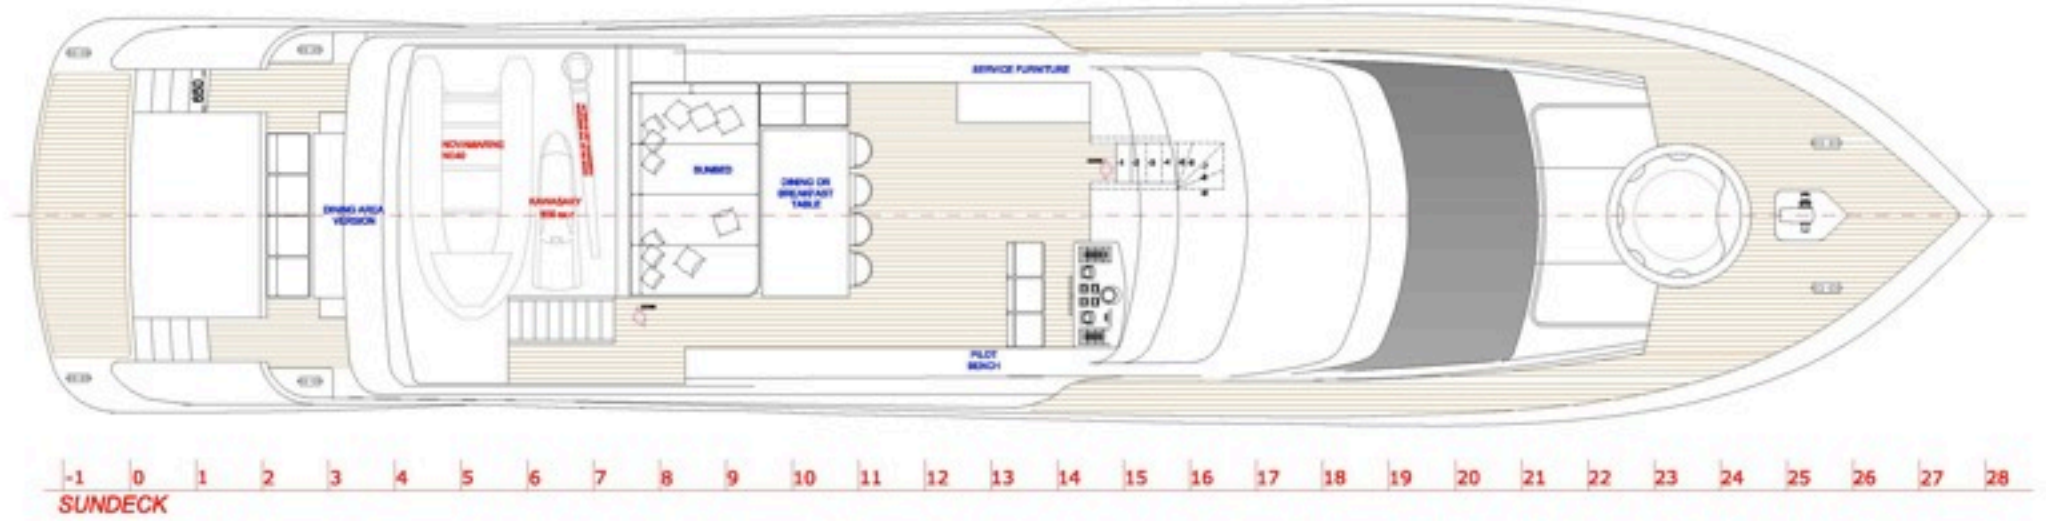 SERVICE FURNITURE
650
NOVAMARINE
SUNBED
DINING OR
BREAKFAST
TABLE
KAWASAKY
DINING AREA
VERSION
PILOT
BENCH
-1 0 1 2 3 4 5 6 7 8 9 10 11 12 13 14 15 16 17 18 19 20 21 22 23 24 25 26 27 28
SUNDECK